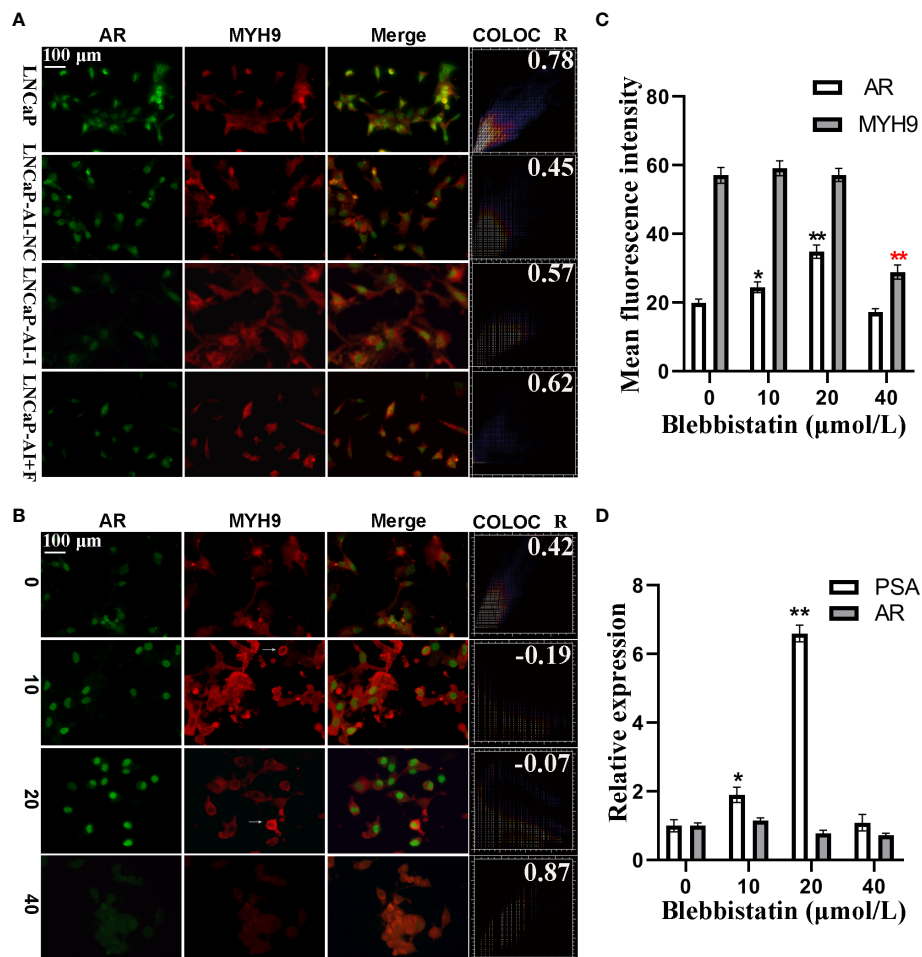 A
AR MYH9 Merge COLOC R
100 µm
LNCaP
0.78
LNCaP-AI-NC
0.45
LNCaP-AI-I
0.57
LNCaP-AI+F
0.62
B
AR MYH9 Merge COLOC R
100 µm
0
0.42
10
-0.19
20
-0.07
40
0.87
C
AR
MYH9
Mean fluorescence intensity
80
60
40
20
0
*
**
**
0 10 20 40
Blebbistatin (µmol/L)
D
PSA
AR
Relative expression
8
6
4
2
0
*
**
0 10 20 40
Blebbistatin (µmol/L)